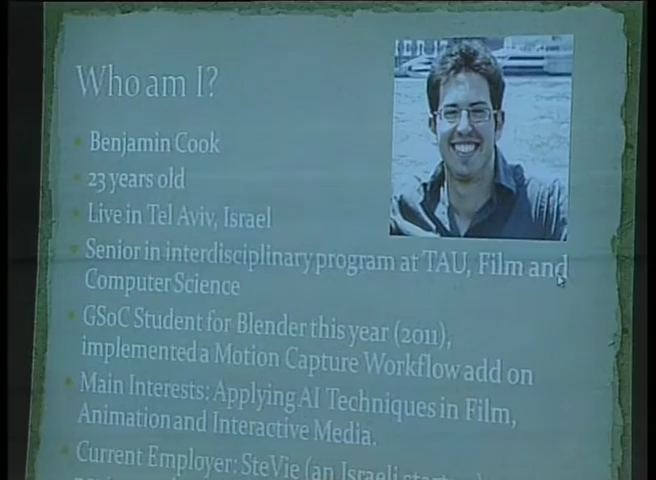 Who am I?
Benjamin Cook
23 years old
Live in Tel Aviv, Israel
Senior in interdisciplinary program at TAU, Film and
Computer Science
GSoC Student for Blender this year (2011),
implemented a Motion Capture Workflow add on
Main Interests: Applying AI Techniques in Film,
Animation and Interactive Media.
Current Employer: SteVie (an Israeli